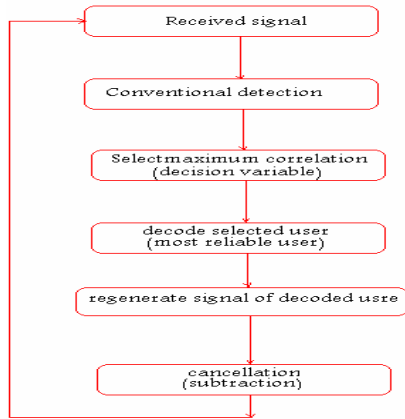 Received signal
Conventional detection
Selectmaximum correlation
(decision variable)
decode selected user
(most reliable user)
regenerate signal of decoded usre
cancellation
(subtraction)